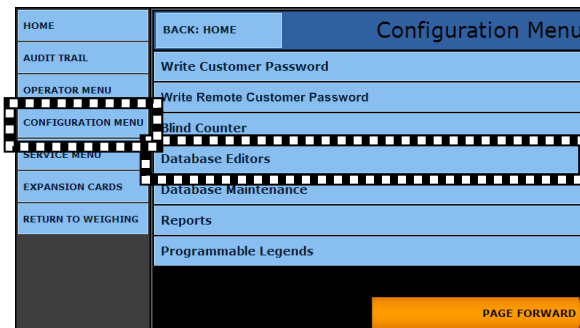 HOME
BACK: HOME
Configuration Menu
AUDIT TRAIL
OPERATOR MENU
CONFIGURATION MENU
SERVICE MENU
EXPANSION CARDS
RETURN TO WEIGHING
Write Customer Password
Write Remote Customer Password
Blind Counter
Database Editors
Database Maintenance
Reports
Programmable Legends
PAGE FORWARD